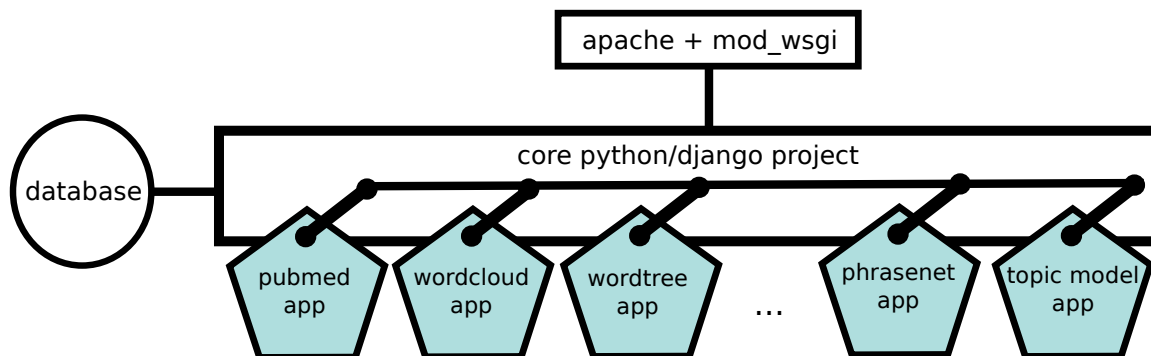 apache + mod_wsgi
core python/django project
database
pubmed
app
wordcloud
app
wordtree
app
...
phrasenet
app
topic model
app